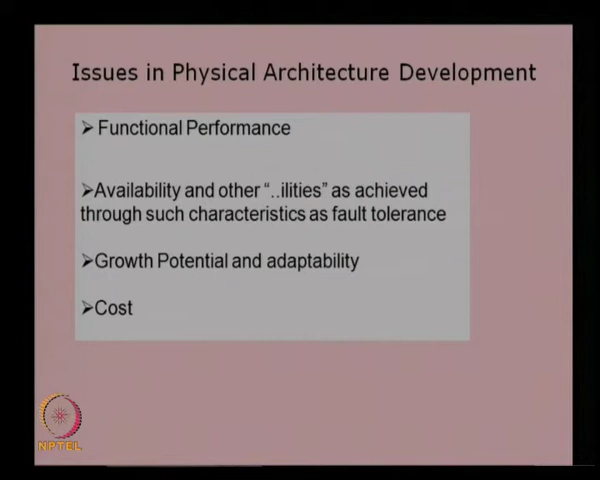 Issues in Physical Architecture Development
➢ Functional Performance
➢Availability and other “..ilities” as achieved
through such characteristics as fault tolerance
➢Growth Potential and adaptability
➢Cost
NPTEL